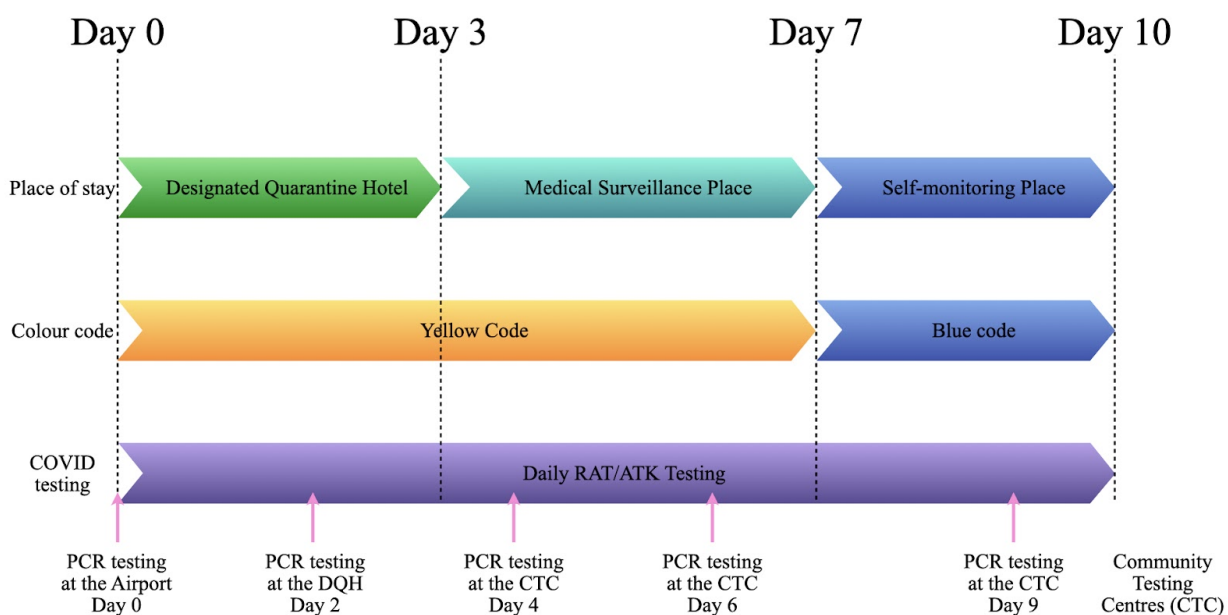 Day 0
Day 3
Day 7
Day 10
Place of stay
Designated Quarantine Hotel
Medical Surveillance Place
Self-monitoring Place
Colour code
Yellow Code
Blue code
COVID
testing
Daily RAT/ATK Testing
PCR testing
at the Airport
Day 0
PCR testing
at the DQH
Day 2
PCR testing
at the CTC
Day 4
PCR testing
at the CTC
Day 6
PCR testing
at the CTC
Day 9
Community
Testing
Centres (CTC)